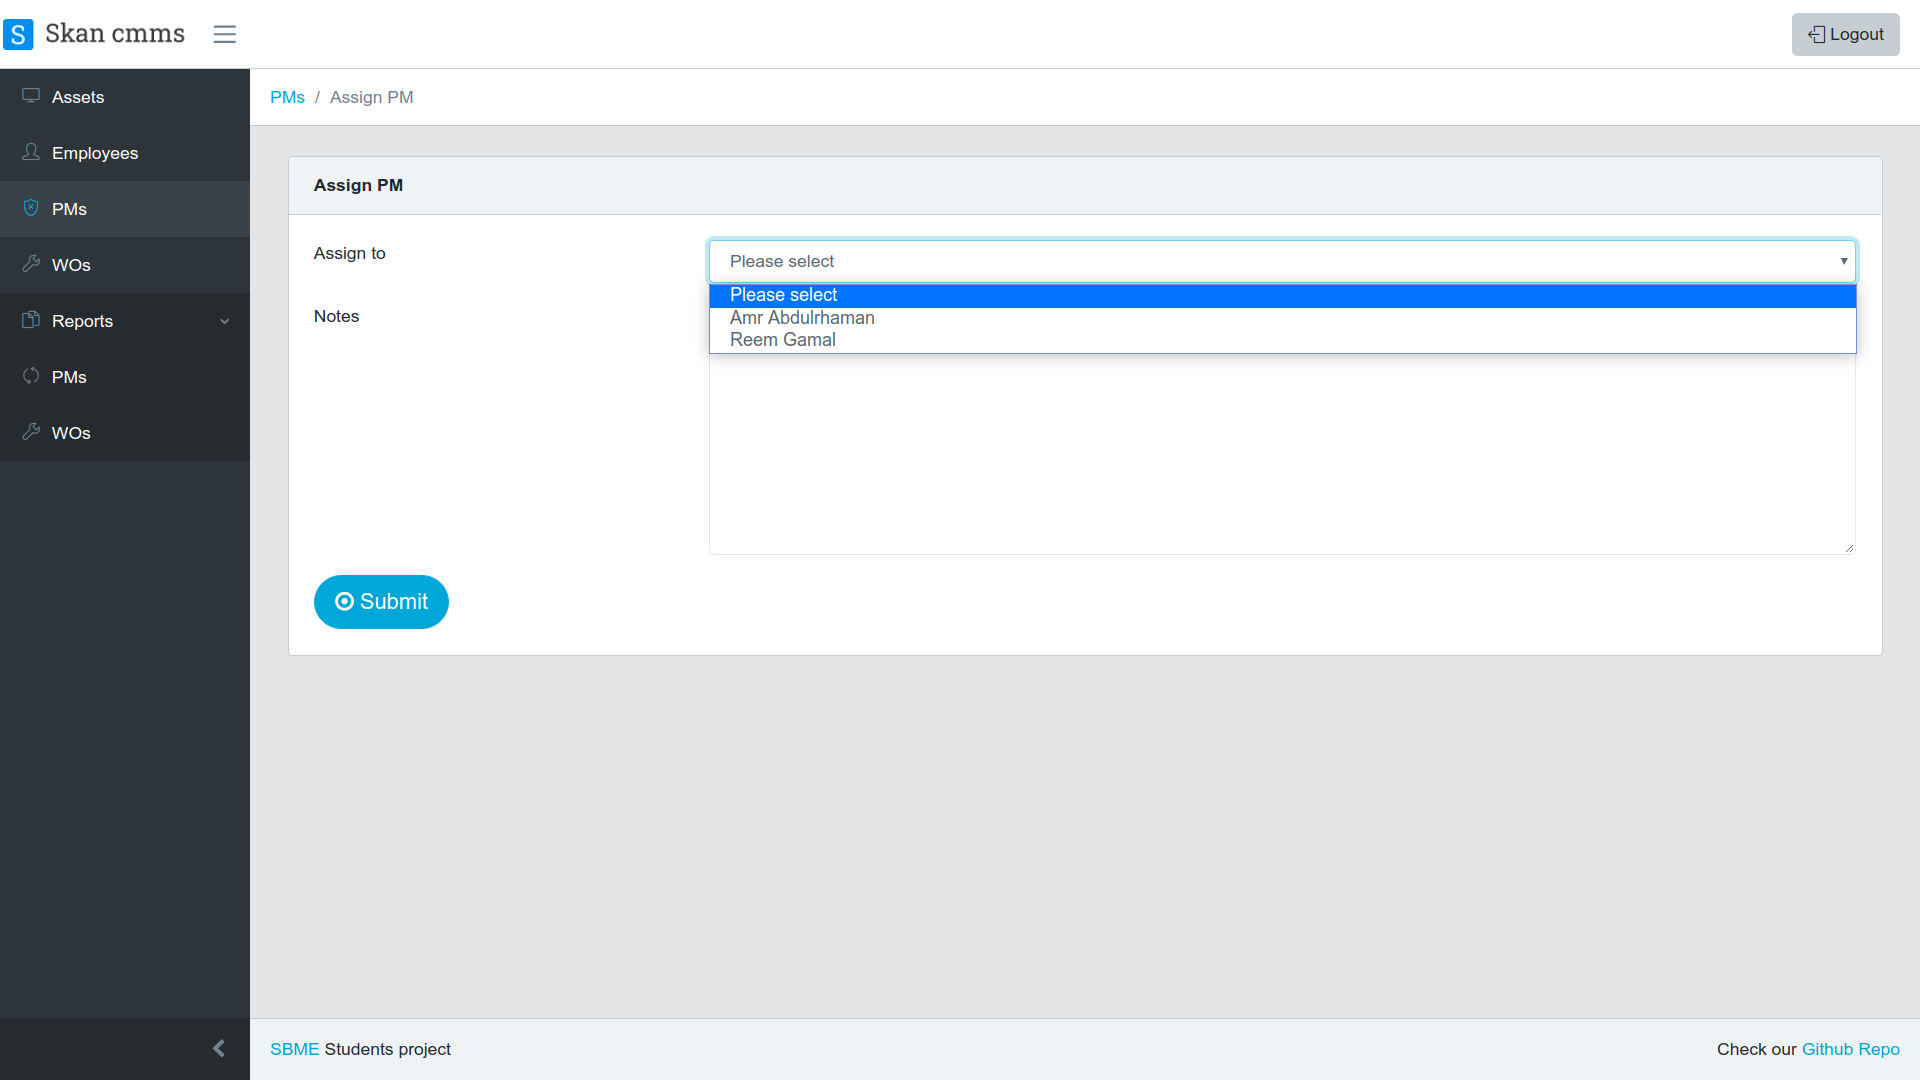 S Skan cmms
Logout
Assets
Employees
PMs
WOs
Reports
PMs
WOs
PMs / Assign PM
Assign PM
Assign to
Please select
Please select
Amr Abdulrhaman
Reem Gamal
Notes
Submit
SBME Students project
Check our Github Repo